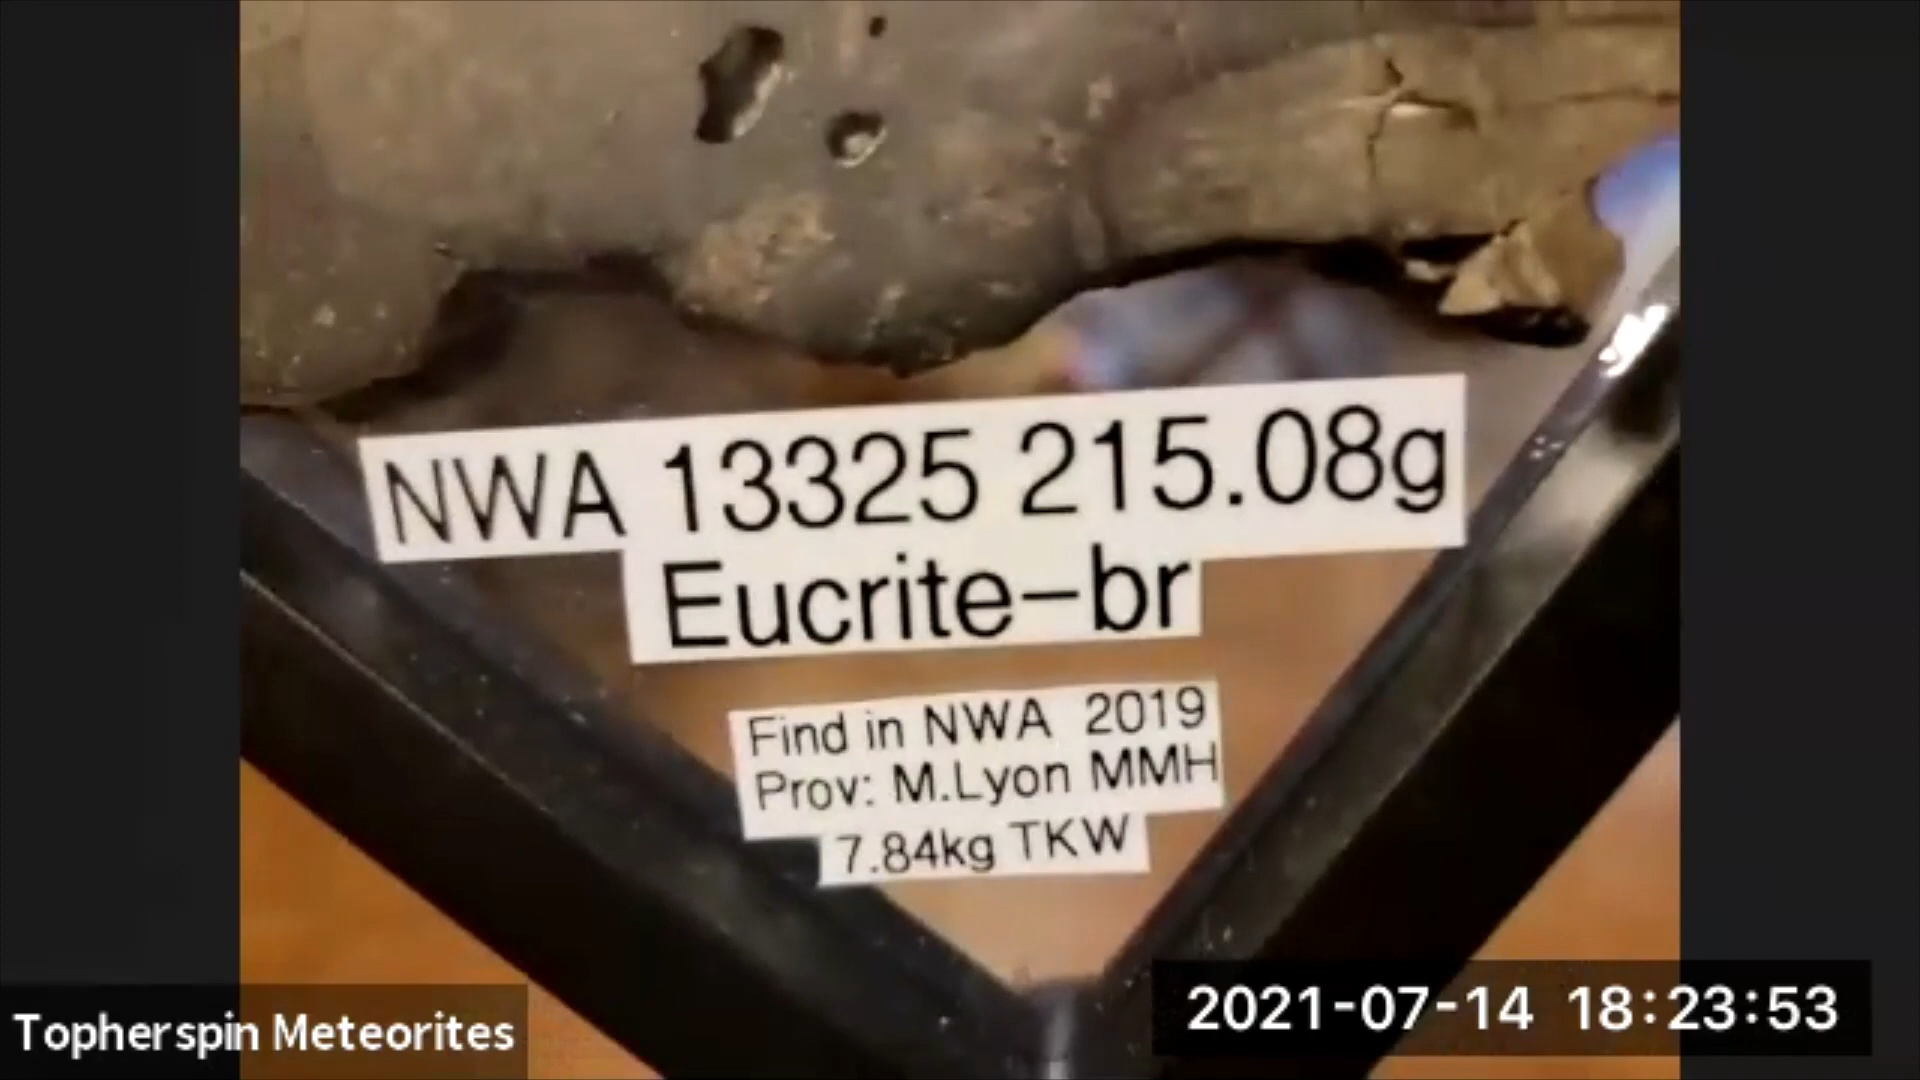 NWA 13325 215.08g
Eucrite-br
Find in NWA 2019
Prov: M.Lyon MMH
7.84kg TKW
Topherspin Meteorites
2021-07-14 18:23:53